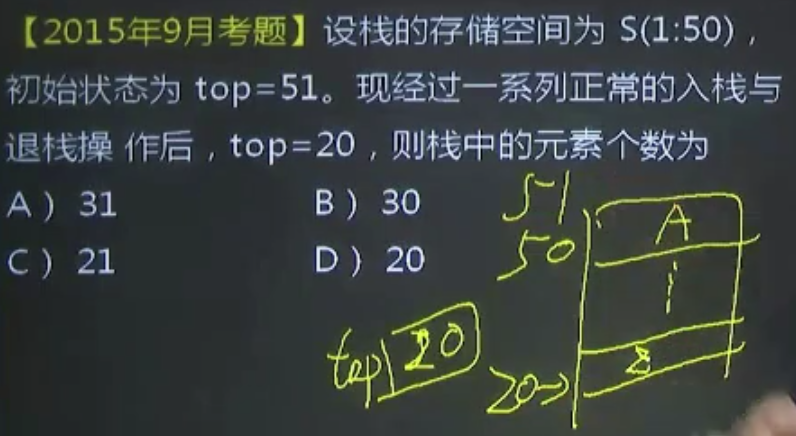 【2015年9月考题】设栈的存储空间为 S(1:50)，
初始状态为 top=51。现经过一系列正常的入栈与
退栈操 作后，top=20，则栈中的元素个数为
A） 31
B） 30
C） 21
D） 20
51
50
A
top 20
20